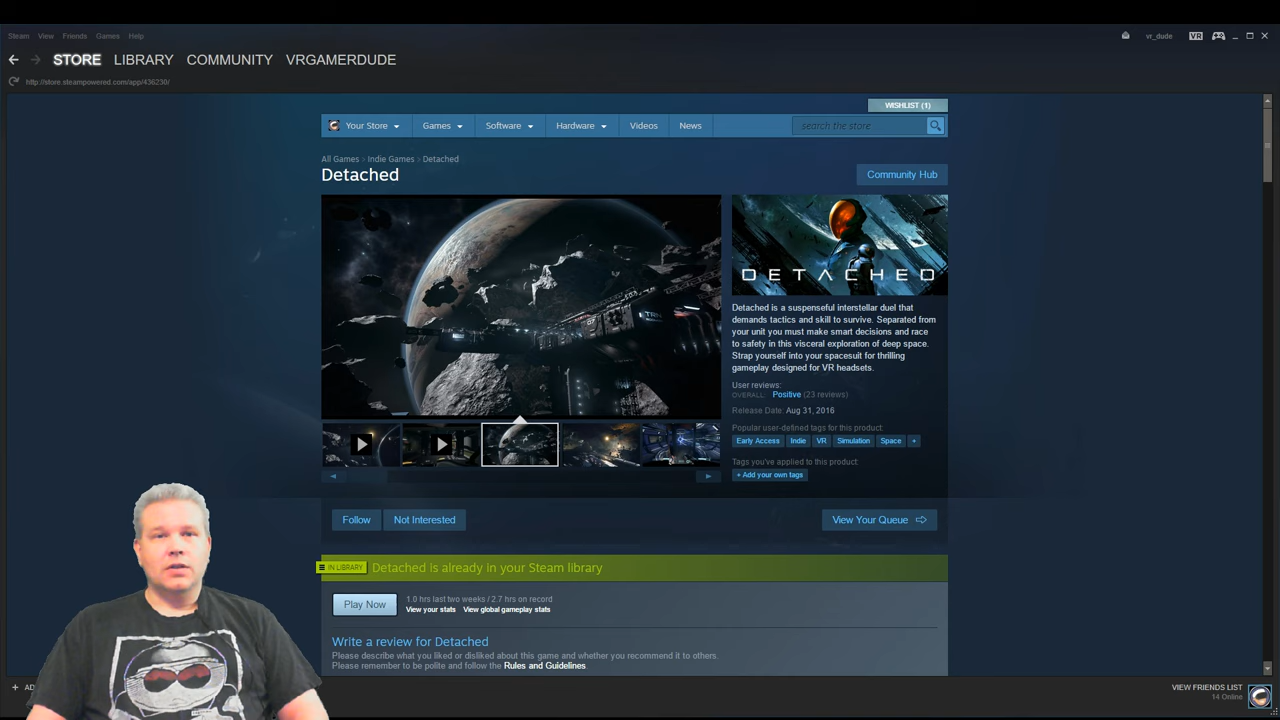 Steam View Friends Games Help
vr_dude VR
STORE LIBRARY COMMUNITY VRGAMERDUDE
http://store.steampowered.com/app/436230/
WISHLIST (1)
Your Store Games Software Hardware Videos News search the store
All Games > Indie Games > Detached
Detached
Community Hub
DETACHED
Detached is a suspenseful interstellar duel that
demands tactics and skill to survive. Separated from
your unit you must make smart decisions and race
to safety in this visceral exploration of deep space.
Strap yourself into your spacesuit for thrilling
gameplay designed for VR headsets.
User reviews:
OVERALL: Positive (23 reviews)
Release Date: Aug 31, 2016
Popular user-defined tags for this product:
Early Access Indie VR Simulation Space +
Tags you've applied to this product:
+ Add your own tags
Follow Not Interested View Your Queue
IN LIBRARY Detached is already in your Steam library
Play Now
1.0 hrs last two weeks / 2.7 hrs on record
View your stats View global gameplay stats
Write a review for Detached
Please describe what you liked or disliked about this game and whether you recommend it to others.
Please remember to be polite and follow the Rules and Guidelines
+ AD
VIEW FRIENDS LIST
14 Online